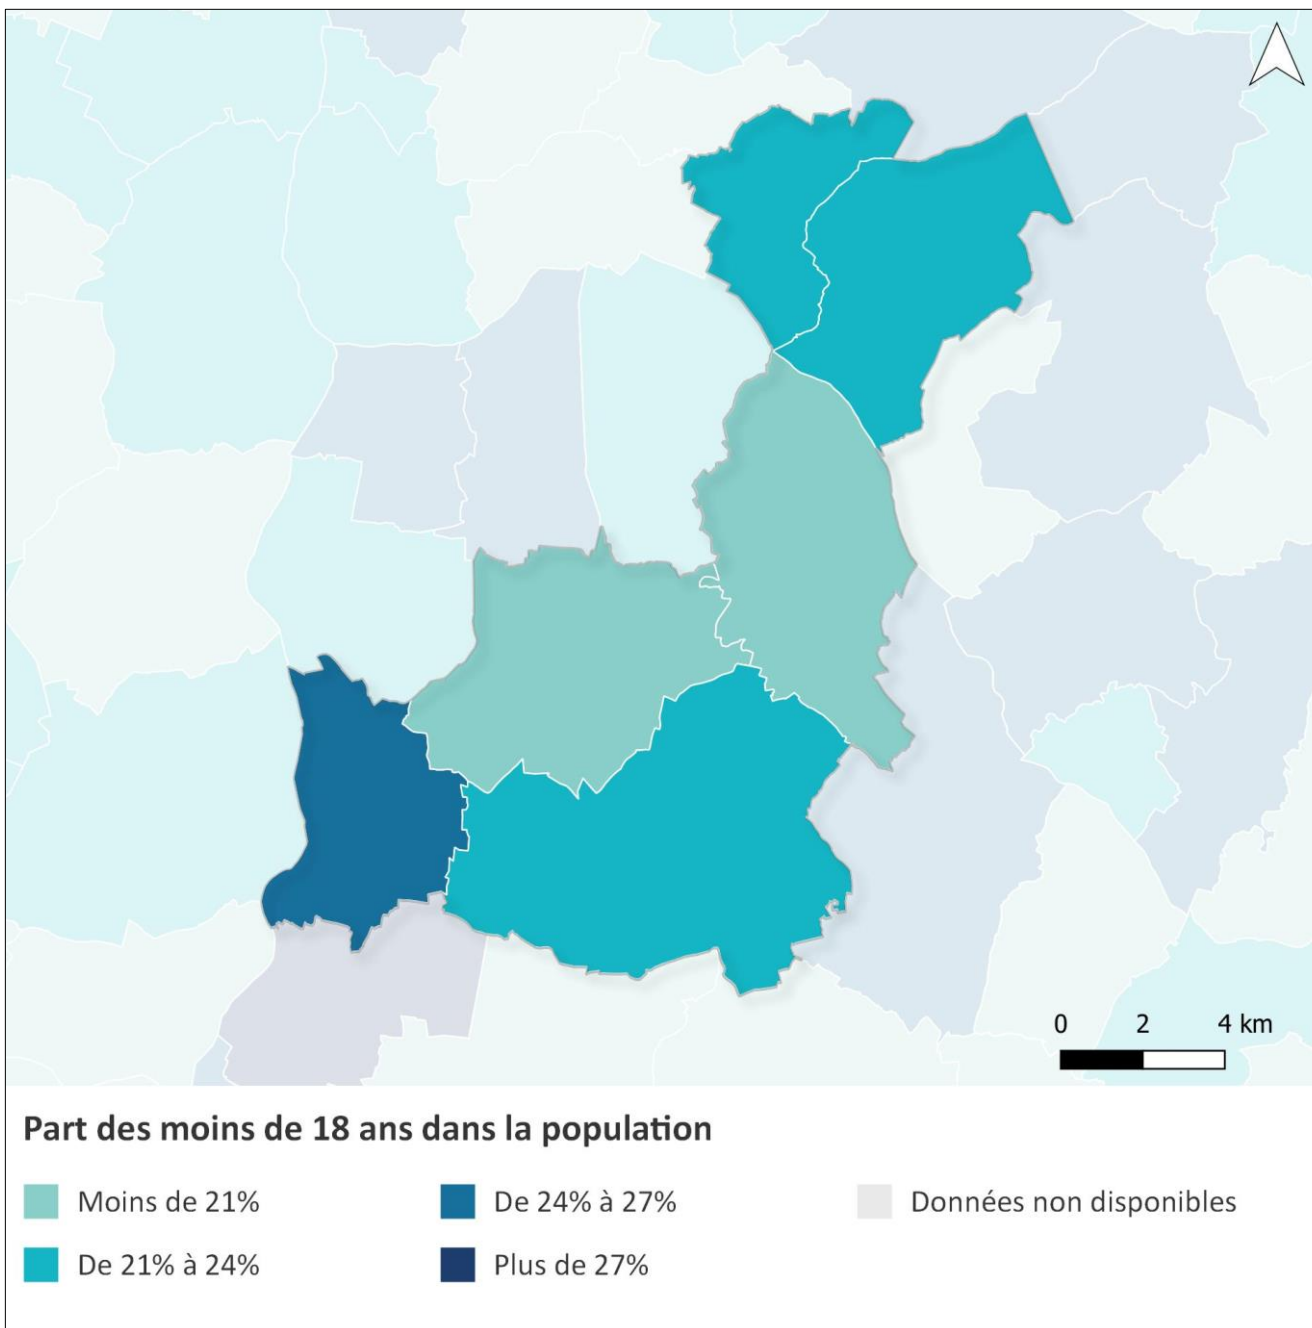 0 2 4 km
Part des moins de 18 ans dans la population
Moins de 21%
De 24% à 27%
Données non disponibles
De 21% à 24%
Plus de 27%